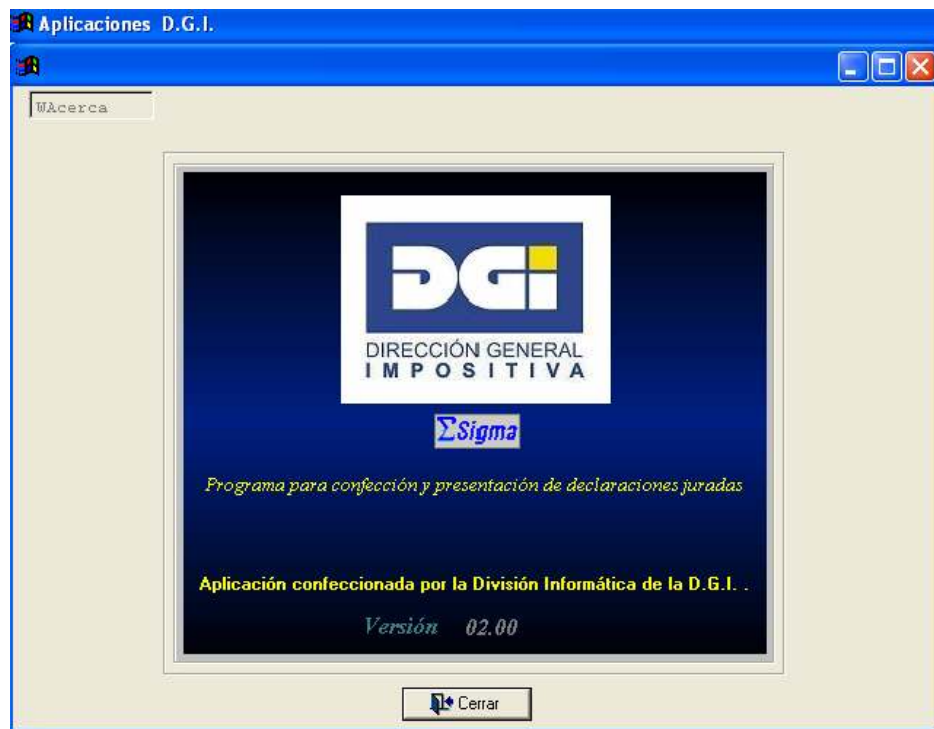 Aplicaciones D.G.I.
WAcerca
DGi
DIRECCIÓN GENERAL
IMPOSITIVA
ΣSigma
Programa para confección y presentación de declaraciones juradas
Aplicación confeccionada por la División Informática de la D.G.I. .
Versión 02.00
Cerrar